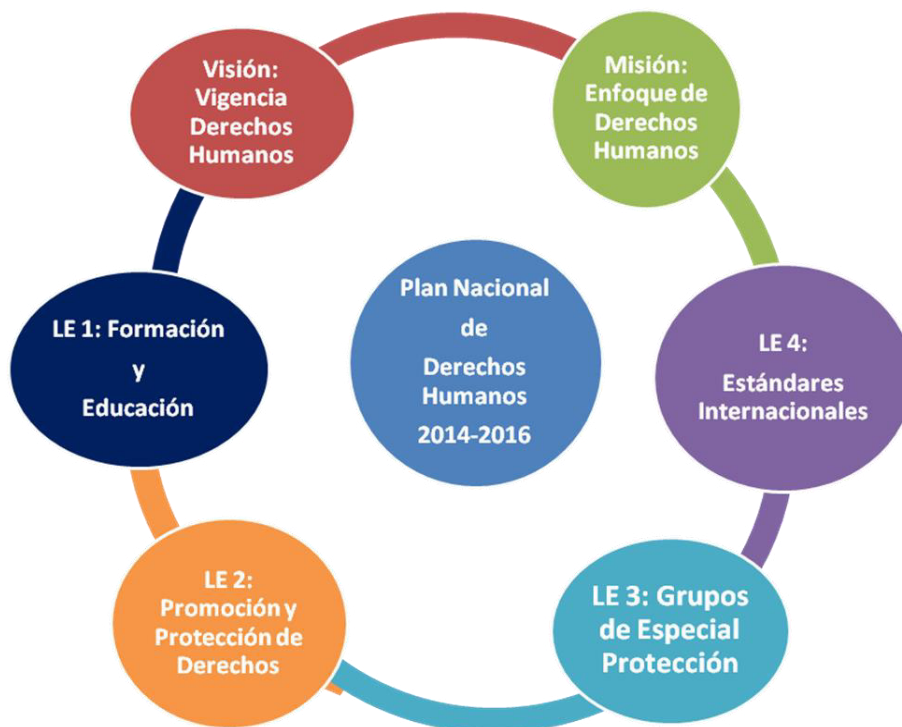 Visión:
Vigencia
Derechos
Humanos
Misión:
Enfoque de
Derechos
Humanos
Plan Nacional
de
Derechos
Humanos
2014-2016
LE 1: Formación
y
Educación
LE 4:
Estándares
Internacionales
LE 2:
Promoción y
Protección de
Derechos
LE 3: Grupos
de Especial
Protección